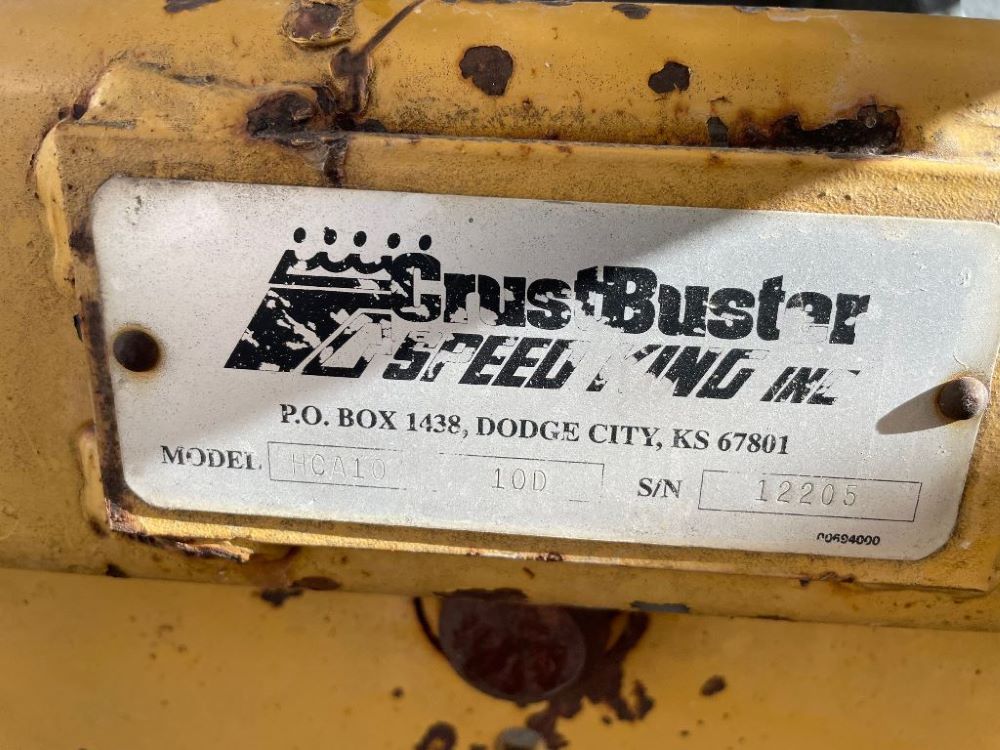 CrustBuster
SPEED KING INC
P.O. BOX 1438, DODGE CITY, KS 67801
MODEL HCA10 10D S/N 12205
00694000